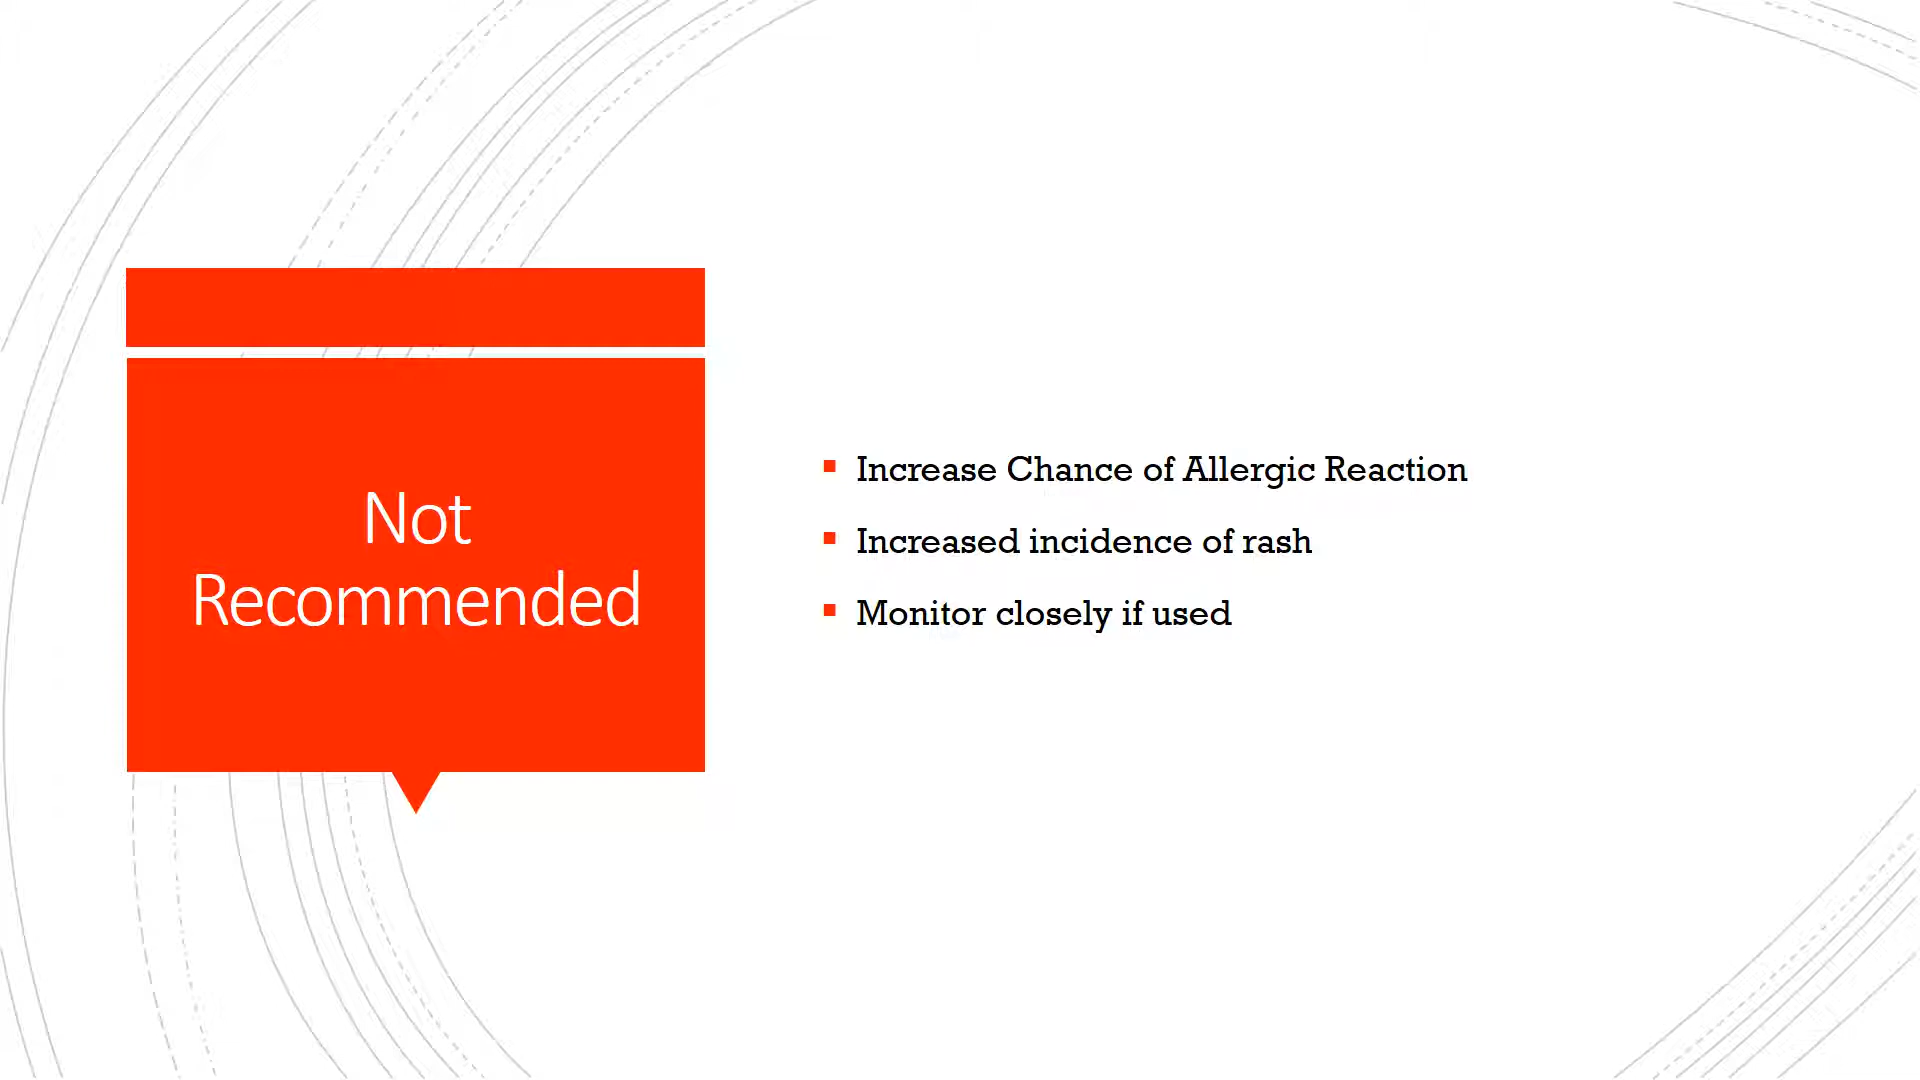 Not
Recommended
Increase Chance of Allergic Reaction
Increased incidence of rash
Monitor closely if used